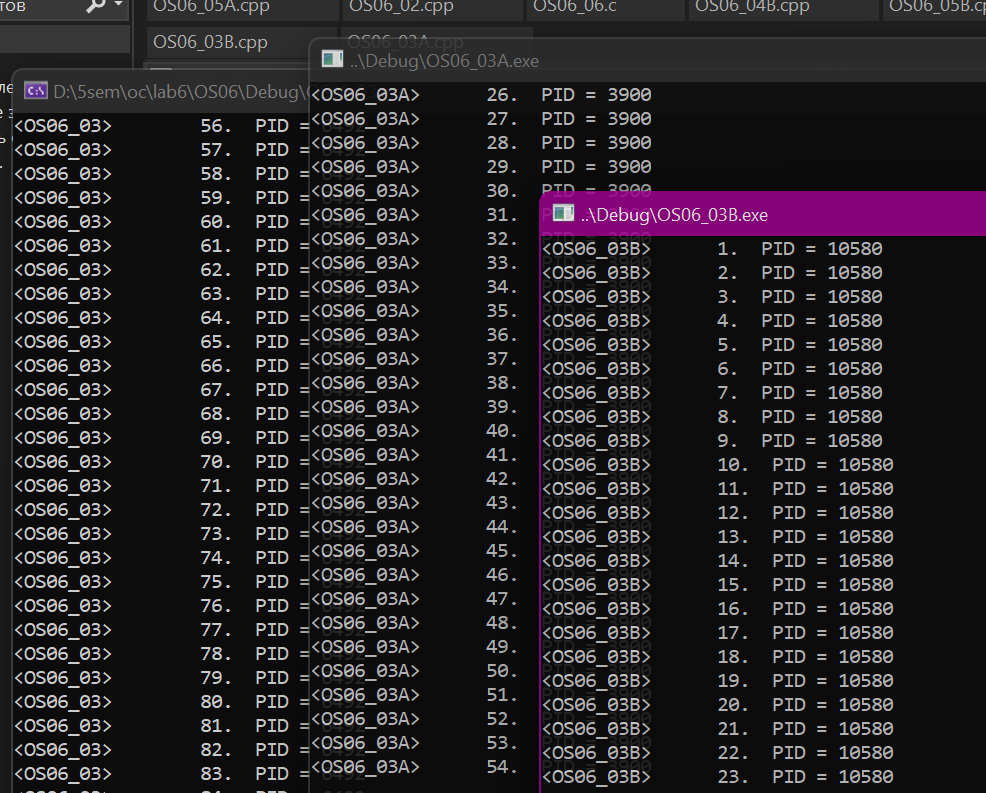 OS06_05A.cpp OS06_02.cpp OS06_06.c OS06_04B.cpp
OS06_03B.cpp OS06_03A.cpp
D:\5sem\oc\lab6\OS06\Debug\
<OS06_03> 56. PID =
<OS06_03> 57. PID =
<OS06_03> 58. PID =
<OS06_03> 59. PID =
<OS06_03> 60. PID =
<OS06_03> 61. PID =
<OS06_03> 62. PID =
<OS06_03> 63. PID =
<OS06_03> 64. PID =
<OS06_03> 65. PID =
<OS06_03> 66. PID =
<OS06_03> 67. PID =
<OS06_03> 68. PID =
<OS06_03> 69. PID =
<OS06_03> 70. PID =
<OS06_03> 71. PID =
<OS06_03> 72. PID =
<OS06_03> 73. PID =
<OS06_03> 74. PID =
<OS06_03> 75. PID =
<OS06_03> 76. PID =
<OS06_03> 77. PID =
<OS06_03> 78. PID =
<OS06_03> 79. PID =
<OS06_03> 80. PID =
<OS06_03> 81. PID =
<OS06_03> 82. PID =
<OS06_03> 83. PID =
..\Debug\OS06_03A.exe
<OS06_03A> 26. PID = 3900
<OS06_03A> 27. PID = 3900
<OS06_03A> 28. PID = 3900
<OS06_03A> 29. PID = 3900
<OS06_03A> 30. PID = 3900
<OS06_03A> 31.
<OS06_03A> 32.
<OS06_03A> 33.
<OS06_03A> 34.
<OS06_03A> 35.
<OS06_03A> 36.
<OS06_03A> 37.
<OS06_03A> 38.
<OS06_03A> 39.
<OS06_03A> 40.
<OS06_03A> 41.
<OS06_03A> 42.
<OS06_03A> 43.
<OS06_03A> 44.
<OS06_03A> 45.
<OS06_03A> 46.
<OS06_03A> 47.
<OS06_03A> 48.
<OS06_03A> 49.
<OS06_03A> 50.
<OS06_03A> 51.
<OS06_03A> 52.
<OS06_03A> 53.
<OS06_03A> 54.
..\Debug\OS06_03B.exe
<OS06_03B> 1. PID = 10580
<OS06_03B> 2. PID = 10580
<OS06_03B> 3. PID = 10580
<OS06_03B> 4. PID = 10580
<OS06_03B> 5. PID = 10580
<OS06_03B> 6. PID = 10580
<OS06_03B> 7. PID = 10580
<OS06_03B> 8. PID = 10580
<OS06_03B> 9. PID = 10580
<OS06_03B> 10. PID = 10580
<OS06_03B> 11. PID = 10580
<OS06_03B> 12. PID = 10580
<OS06_03B> 13. PID = 10580
<OS06_03B> 14. PID = 10580
<OS06_03B> 15. PID = 10580
<OS06_03B> 16. PID = 10580
<OS06_03B> 17. PID = 10580
<OS06_03B> 18. PID = 10580
<OS06_03B> 19. PID = 10580
<OS06_03B> 20. PID = 10580
<OS06_03B> 21. PID = 10580
<OS06_03B> 22. PID = 10580
<OS06_03B> 23. PID = 10580